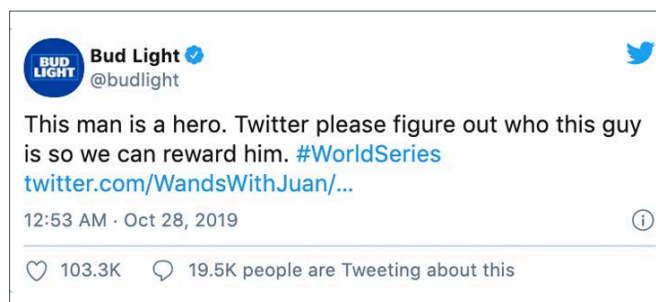 BUD
LIGHT
Bud Light
@budlight
This man is a hero. Twitter please figure out who this guy
is so we can reward him. #WorldSeries
twitter.com/WandsWithJuan/...
12:53 AM · Oct 28, 2019
103.3K 19.5K people are Tweeting about this